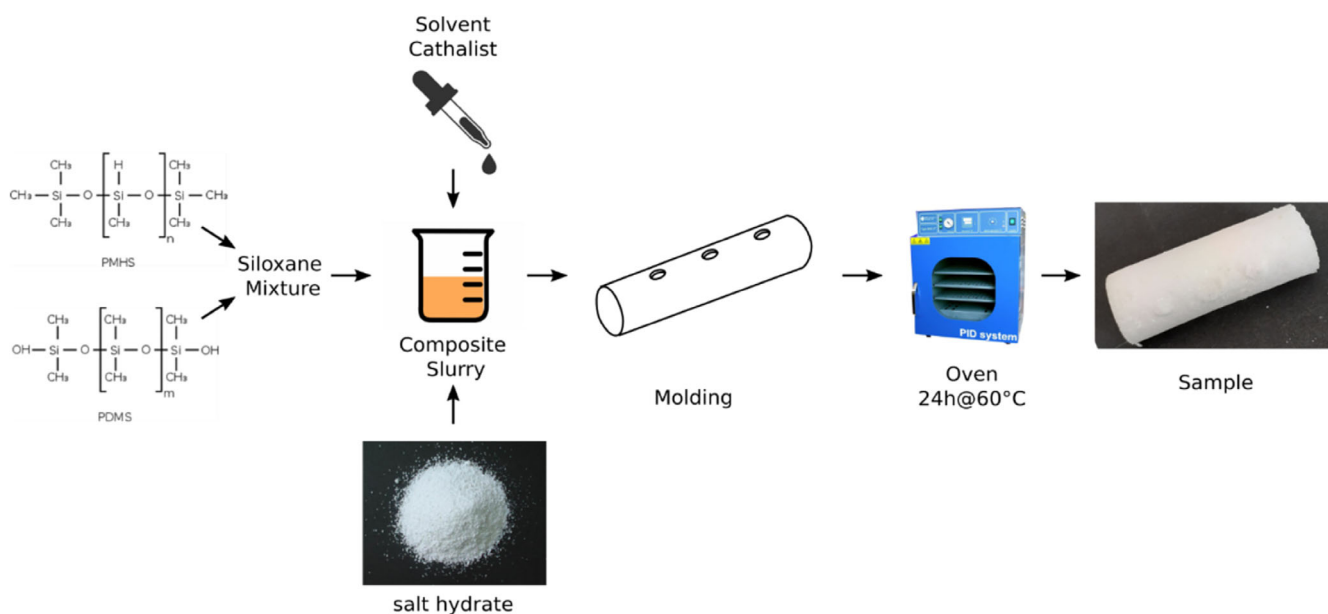 Solvent
Cathalist
CH₃
H
CH₃
CH₃—Si—O—Si—O—Si—CH₃
CH₃
CH₃
CH₃
n
PMHS
Siloxane
Mixture
CH₃
CH₃
CH₃
OH—Si—O—Si—O—Si—OH
CH₃
CH₃
CH₃
m
PDMS
Composite
Slurry
salt hydrate
Molding
PID system
Oven
24h@60°C
Sample